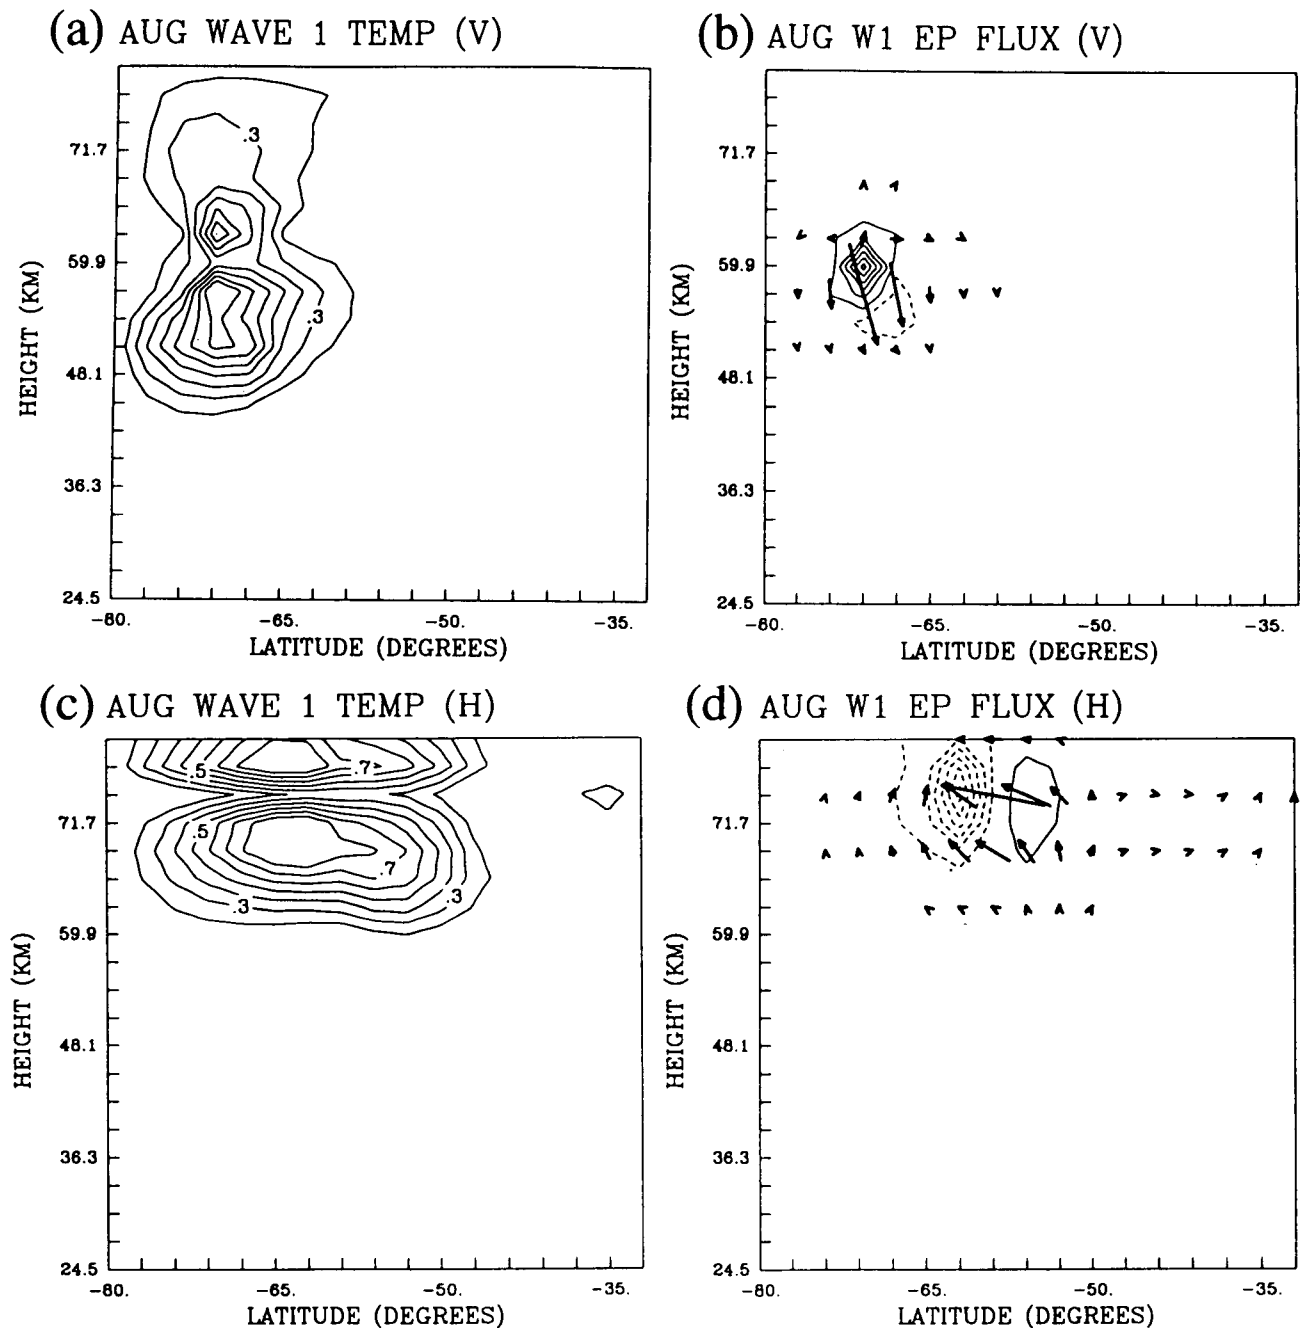 (a) AUG WAVE 1 TEMP (V)
.3
.3
71.7
59.9
48.1
36.3
24.5
HEIGHT (KM)
-80. -65. -50. -35.
LATITUDE (DEGREES)
(b) AUG W1 EP FLUX (V)
71.7
59.9
48.1
36.3
24.5
HEIGHT (KM)
-80. -65. -50. -35.
LATITUDE (DEGREES)
(c) AUG WAVE 1 TEMP (H)
.5
.7
.5
.7
.3
.3
71.7
59.9
48.1
36.3
24.5
HEIGHT (KM)
-80. -65. -50. -35.
LATITUDE (DEGREES)
(d) AUG W1 EP FLUX (H)
71.7
59.9
48.1
36.3
24.5
HEIGHT (KM)
-80. -65. -50. -35.
LATITUDE (DEGREES)